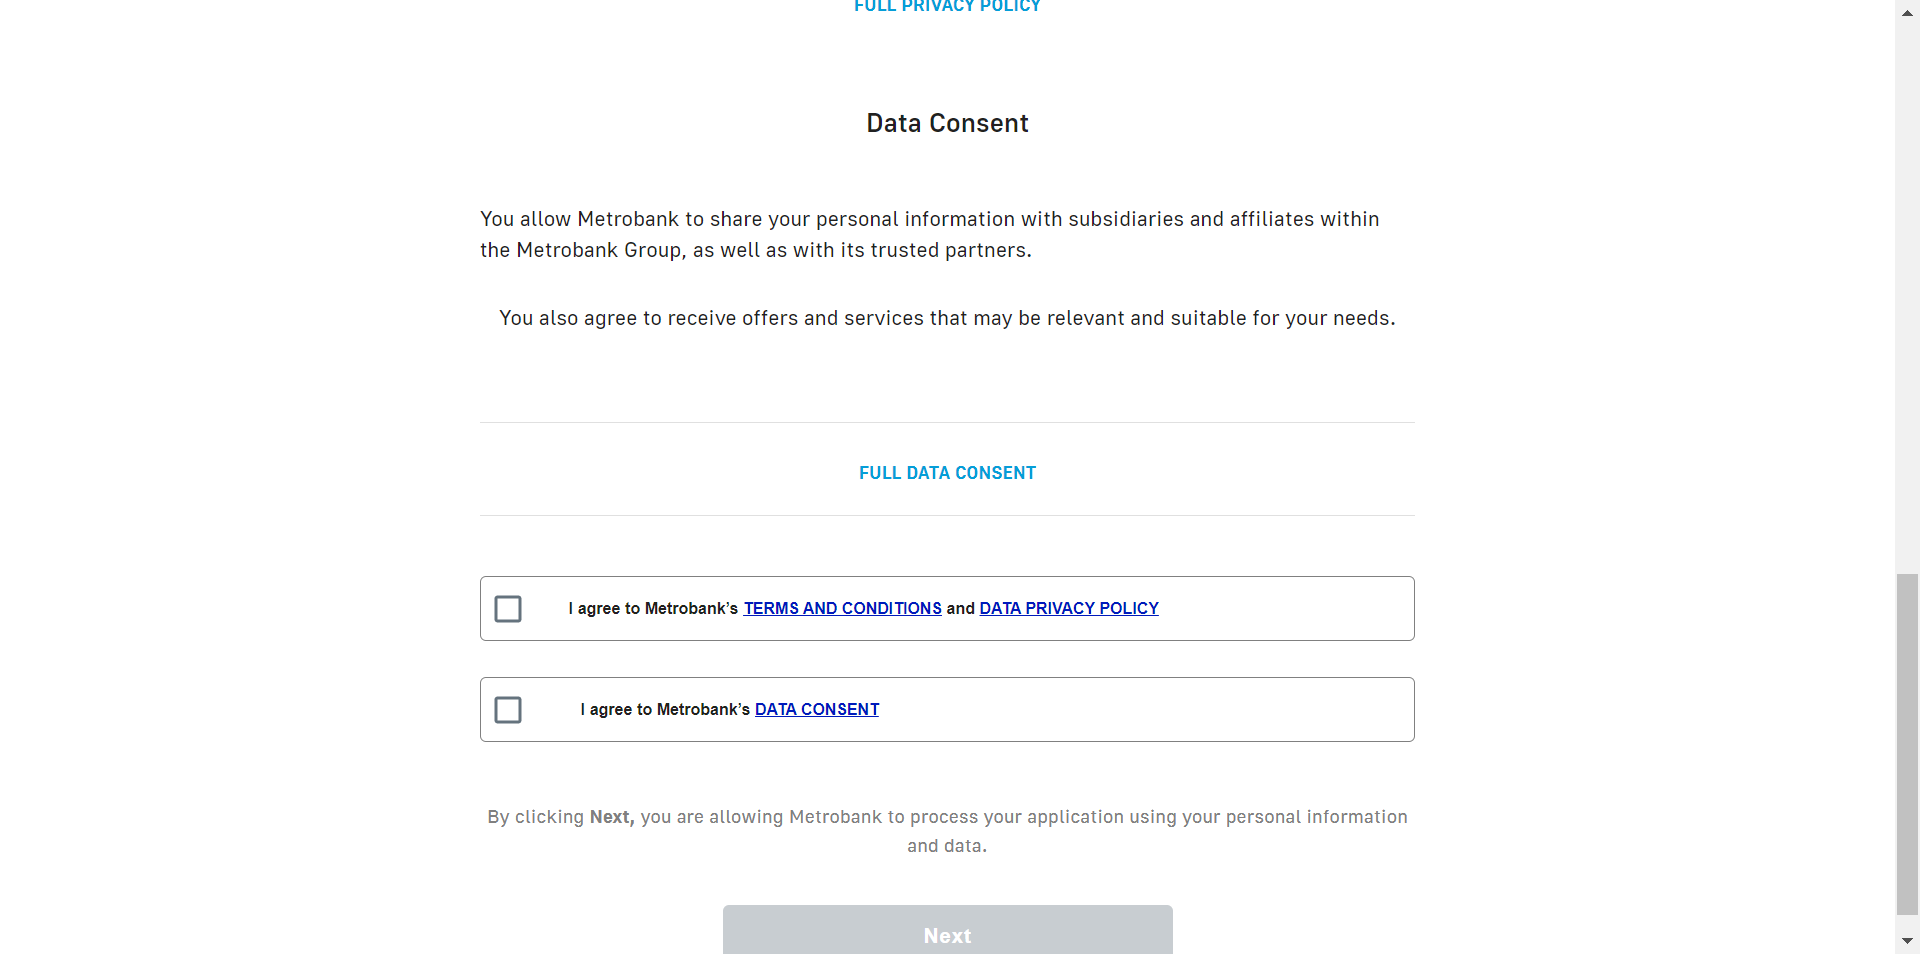 FULL PRIVACY POLICY
Data Consent
You allow Metrobank to share your personal information with subsidiaries and affiliates within
the Metrobank Group, as well as with its trusted partners.
You also agree to receive offers and services that may be relevant and suitable for your needs.
FULL DATA CONSENT
I agree to Metrobank’s TERMS AND CONDITIONS and DATA PRIVACY POLICY
I agree to Metrobank’s DATA CONSENT
By clicking Next, you are allowing Metrobank to process your application using your personal information
and data.
Next